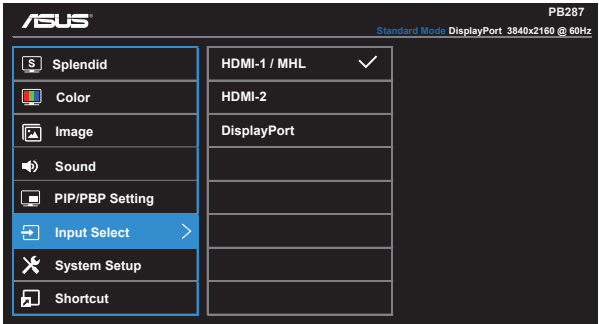 ASUS
PB287
Standard Mode DisplayPort 3840x2160 @ 60Hz
S Splendid
Color
Image
Sound
PIP/PBP Setting
Input Select
System Setup
Shortcut
HDMI-1 / MHL
HDMI-2
DisplayPort